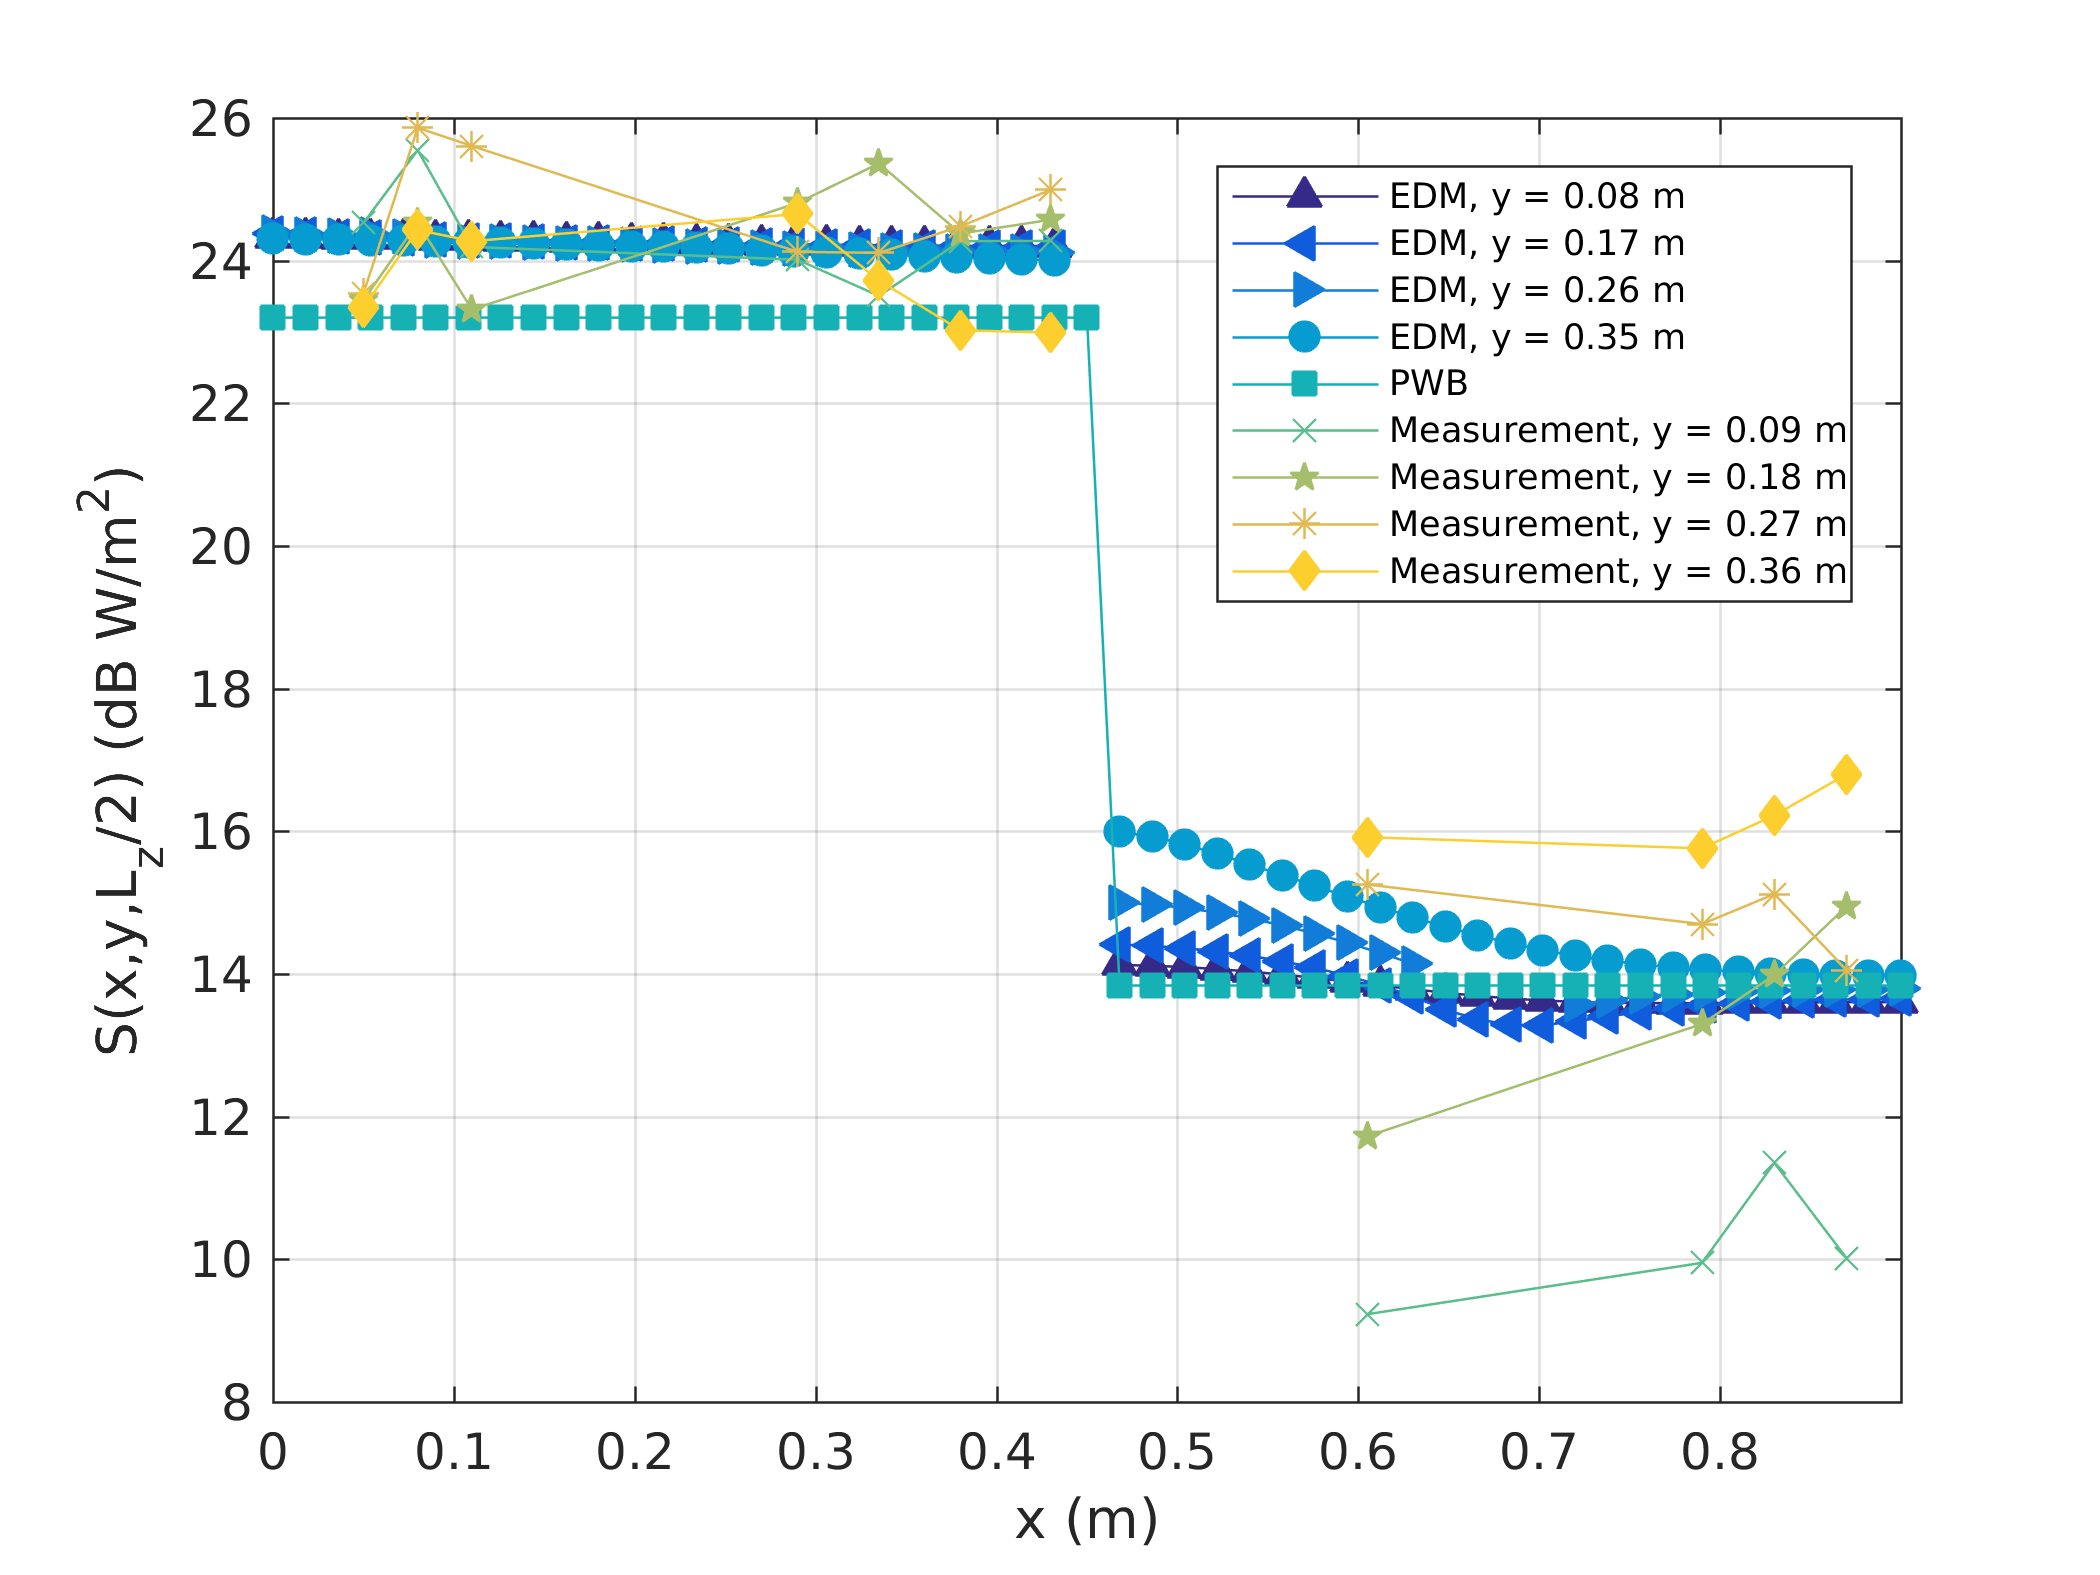 26
24
22
20
18
16
14
12
10
8
S(x,y,L_z/2) (dB W/m^2)
EDM, y = 0.08 m
EDM, y = 0.17 m
EDM, y = 0.26 m
EDM, y = 0.35 m
PWB
Measurement, y = 0.09 m
Measurement, y = 0.18 m
Measurement, y = 0.27 m
Measurement, y = 0.36 m
0 0.1 0.2 0.3 0.4 0.5 0.6 0.7 0.8
x (m)